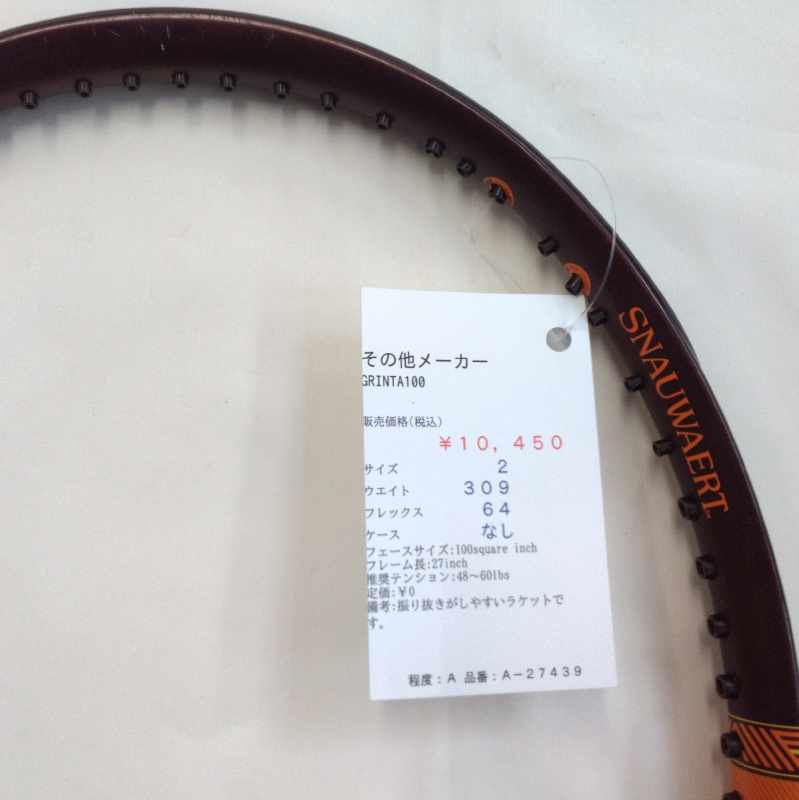 SNAUWAERT
その他メーカー
GRINTA100
販売価格(税込)
￥10,450
サイズ 2
ウエイト 309
フレックス 64
ケース なし
フェースサイズ:100square inch
フレーム長:27inch
推奨テンション:48～60lbs
定価:￥0
備考:振り抜きがしやすいラケットで
す。
程度：A 品番：A－27439